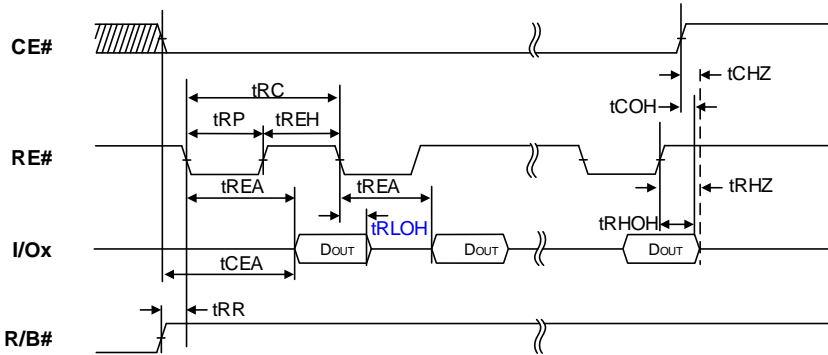 CE#
tCHZ
tRC
tCOH
tRP
tREH
RE#
tREA
tREA
tRHZ
tRLOH
tRHOH
I/Ox
DOUT
DOUT
DOUT
tCEA
tRR
R/B#